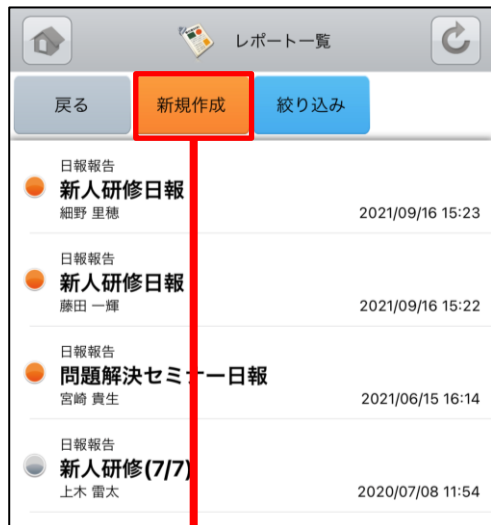 レポート一覧
戻る 新規作成 絞り込み
日報報告
新人研修日報
細野 里穂 2021/09/16 15:23
日報報告
新人研修日報
藤田 一輝 2021/09/16 15:22
日報報告
問題解決セミナー日報
宮崎 貴生 2021/06/15 16:14
日報報告
新人研修(7/7)
上木 雷太 2020/07/08 11:54